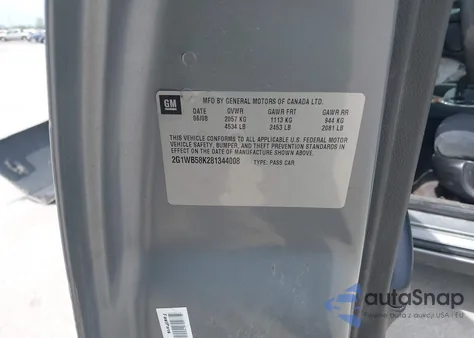 GM
MFD BY GENERAL MOTORS OF CANADA LTD.
DATE GVWR GAWR FRT GAWR RR
06/08 2057 KG 1113 KG 944 KG
4534 LB 2453 LB 2081 LB
THIS VEHICLE CONFORMS TO ALL APPLICABLE U.S. FEDERAL MOTOR
VEHICLE SAFETY, BUMPER, AND THEFT PREVENTION STANDARDS IN
EFFECT ON THE DATE OF MANUFACTURE SHOWN ABOVE.
2G1WB58K281344008 TYPE: PASS CAR
autoSnap